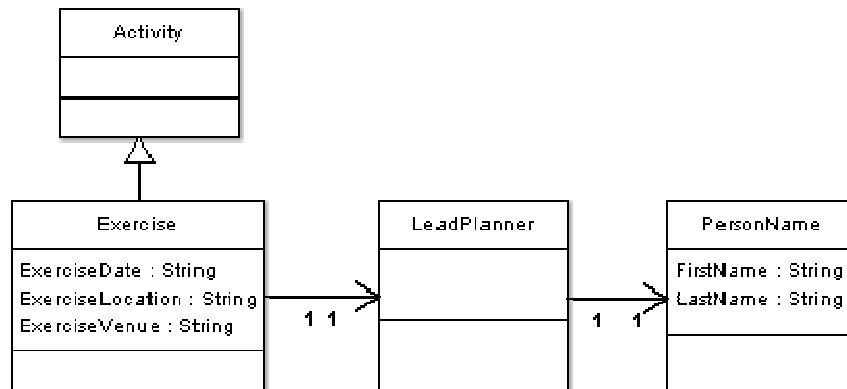 Activity
Exercise
ExerciseDate : String
ExerciseLocation : String
ExerciseVenue : String
1 1
LeadPlanner
1 1
PersonName
FirstName : String
LastName : String